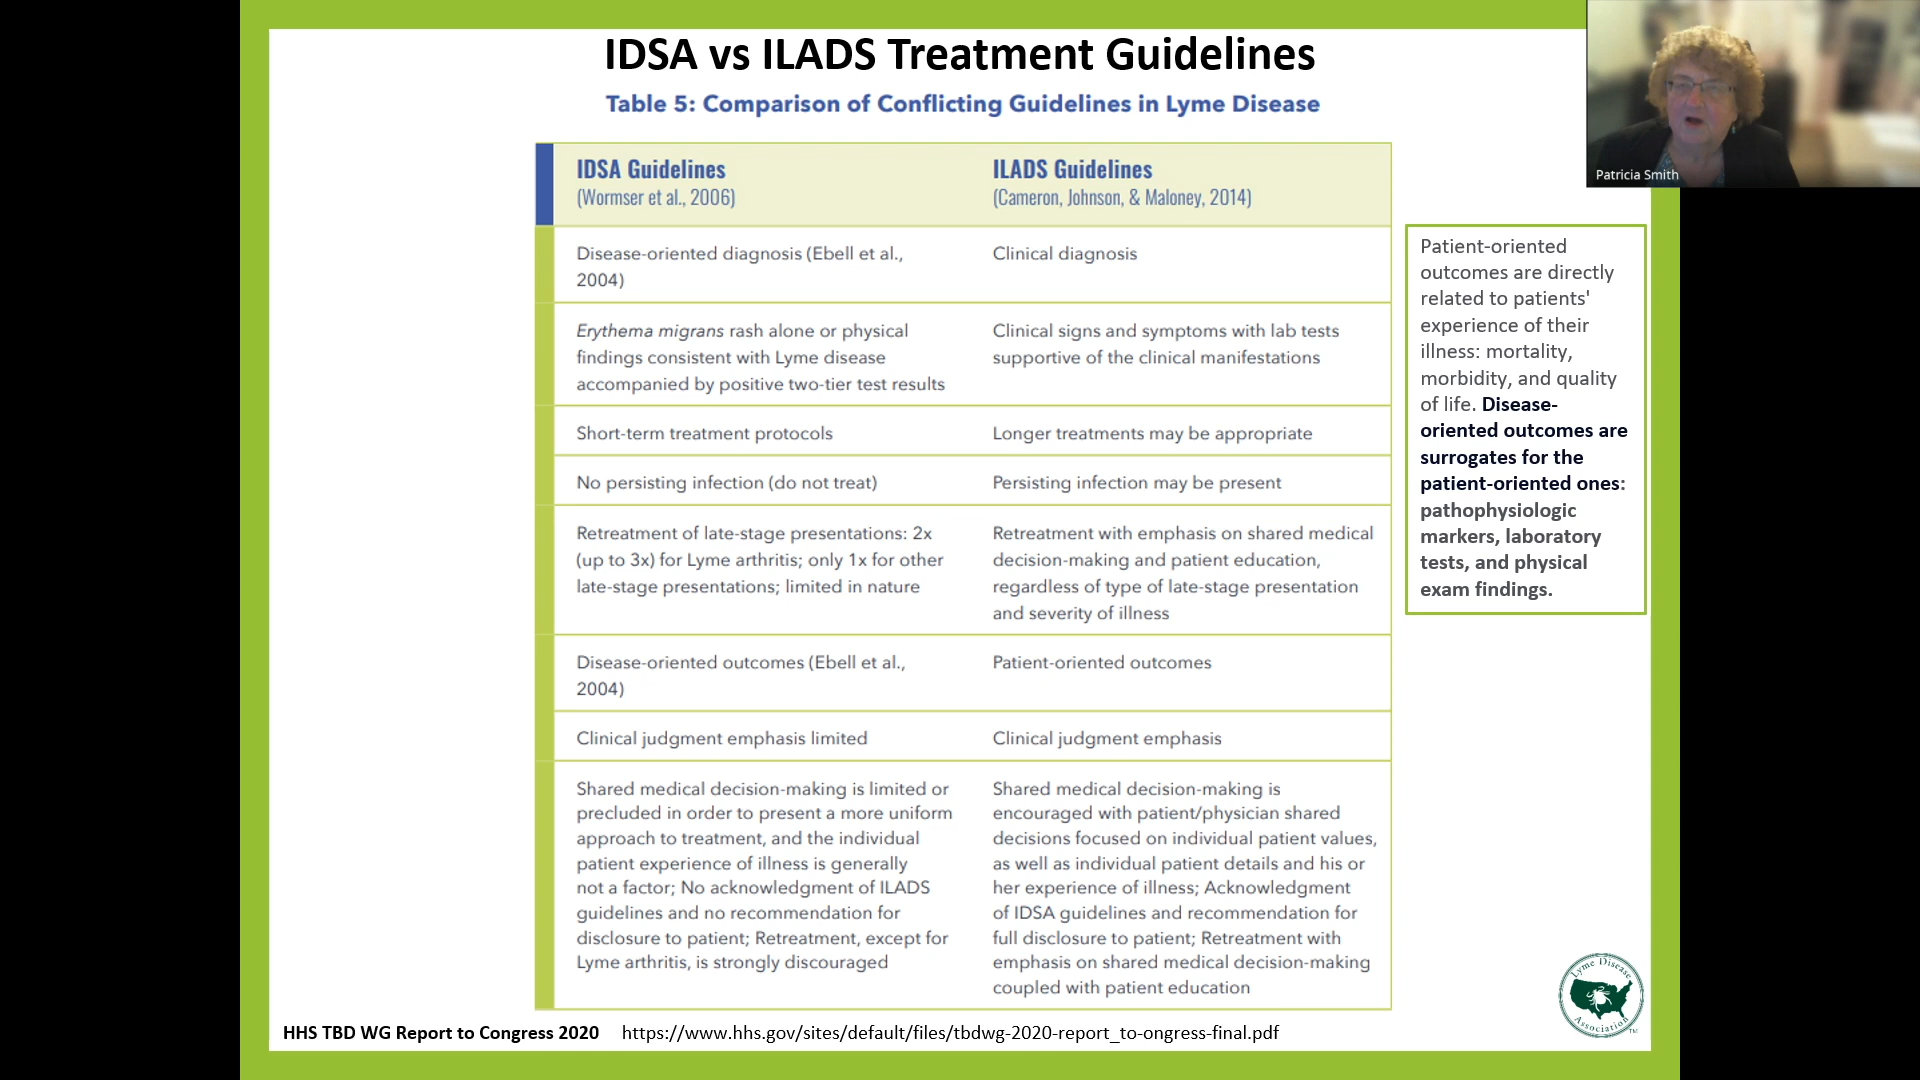 IDSA vs ILADS Treatment Guidelines
Table 5: Comparison of Conflicting Guidelines in Lyme Disease
Patricia Smith
IDSA Guidelines
(Wormser et al., 2006)
ILADS Guidelines
(Cameron, Johnson, & Maloney, 2014)
Disease-oriented diagnosis (Ebell et al.,
2004)
Clinical diagnosis
Erythema migrans rash alone or physical
findings consistent with Lyme disease
accompanied by positive two-tier test results
Clinical signs and symptoms with lab tests
supportive of the clinical manifestations
Short-term treatment protocols
Longer treatments may be appropriate
No persisting infection (do not treat)
Persisting infection may be present
Retreatment of late-stage presentations: 2x
(up to 3x) for Lyme arthritis; only 1x for other
late-stage presentations; limited in nature
Retreatment with emphasis on shared medical
decision-making and patient education,
regardless of type of late-stage presentation
and severity of illness
Disease-oriented outcomes (Ebell et al.,
2004)
Patient-oriented outcomes
Clinical judgment emphasis limited
Clinical judgment emphasis
Shared medical decision-making is limited or
precluded in order to present a more uniform
approach to treatment, and the individual
patient experience of illness is generally
not a factor; No acknowledgment of ILADS
guidelines and no recommendation for
disclosure to patient; Retreatment, except for
Lyme arthritis, is strongly discouraged
Shared medical decision-making is
encouraged with patient/physician shared
decisions focused on individual patient values,
as well as individual patient details and his or
her experience of illness; Acknowledgment
of IDSA guidelines and recommendation for
full disclosure to patient; Retreatment with
emphasis on shared medical decision-making
coupled with patient education
Patient-oriented
outcomes are directly
related to patients'
experience of their
illness: mortality,
morbidity, and quality
of life. Disease-
oriented outcomes are
surrogates for the
patient-oriented ones:
pathophysiologic
markers, laboratory
tests, and physical
exam findings.
Lyme Disease
Association
TM
HHS TBD WG Report to Congress 2020 https://www.hhs.gov/sites/default/files/tbdwg-2020-report_to-ongress-final.pdf